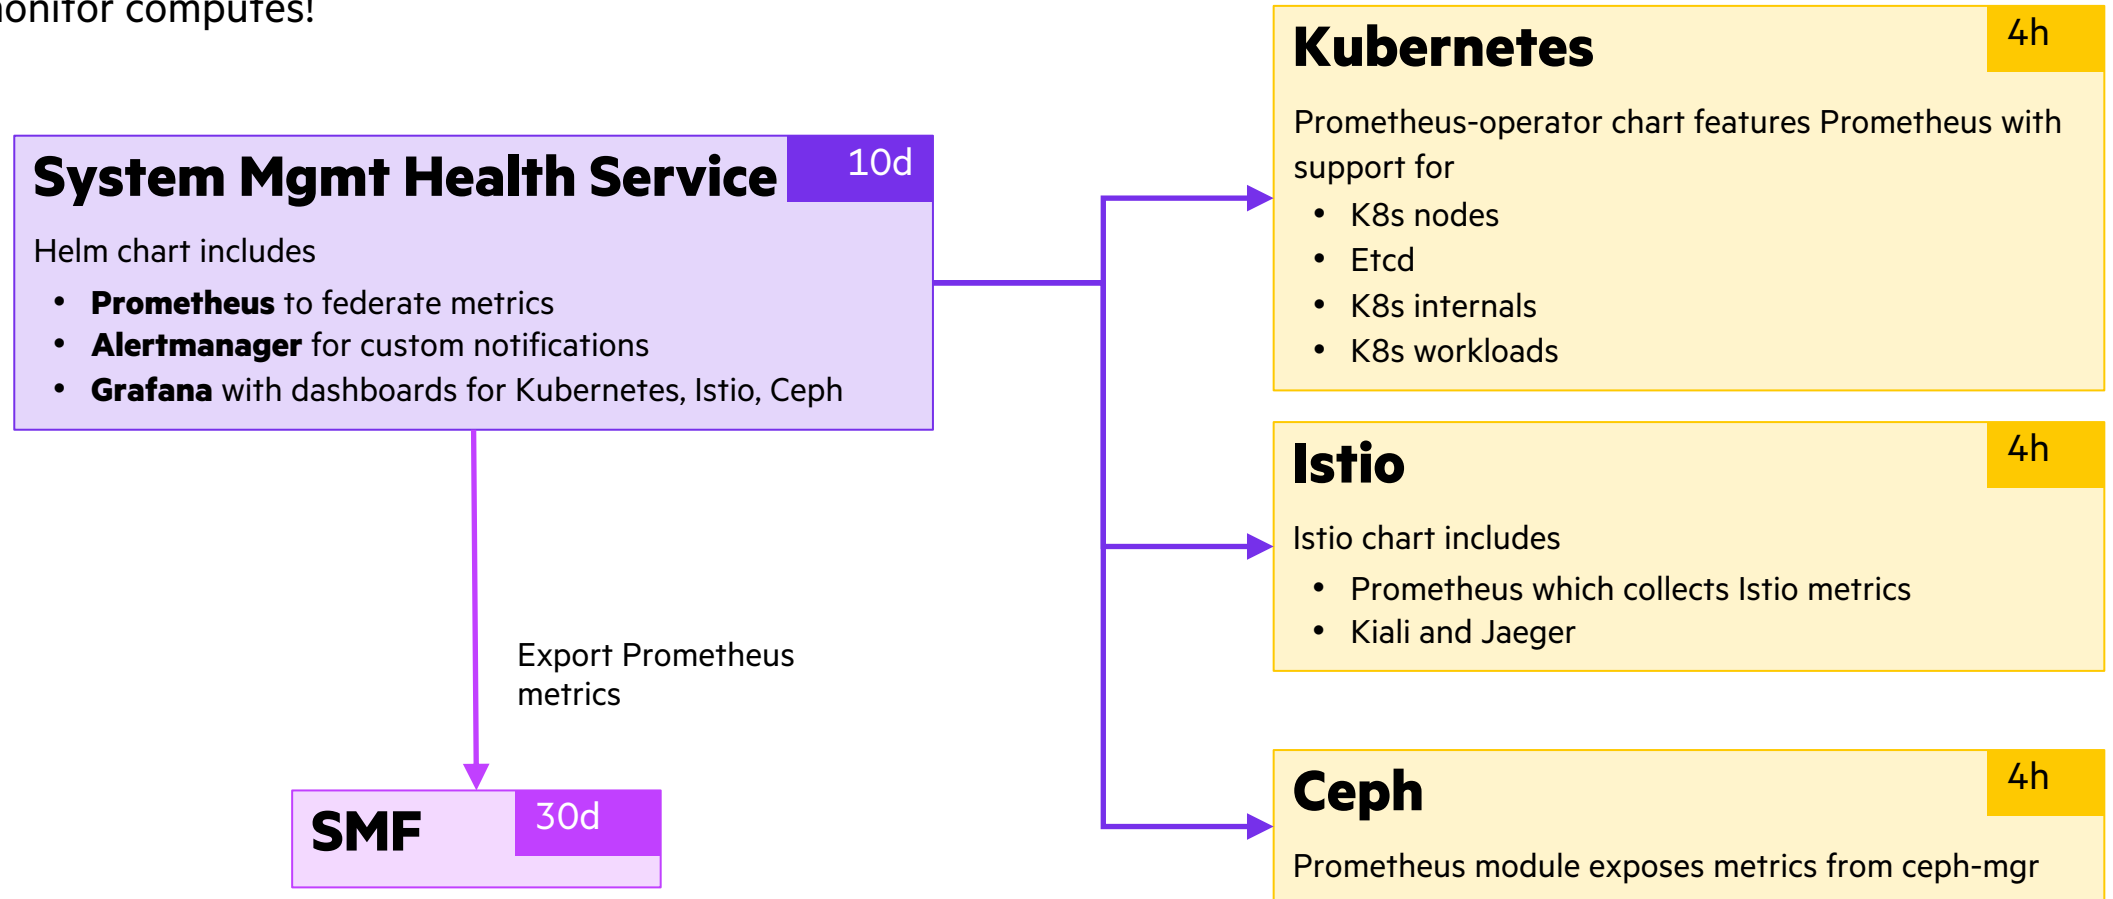 monitor computes!
System Mgmt Health Service
10d
Helm chart includes
• Prometheus to federate metrics
• Alertmanager for custom notifications
• Grafana with dashboards for Kubernetes, Istio, Ceph
Export Prometheus
metrics
SMF
30d
Kubernetes
4h
Prometheus-operator chart features Prometheus with
support for
• K8s nodes
• Etcd
• K8s internals
• K8s workloads
Istio
4h
Istio chart includes
• Prometheus which collects Istio metrics
• Kiali and Jaeger
Ceph
4h
Prometheus module exposes metrics from ceph-mgr